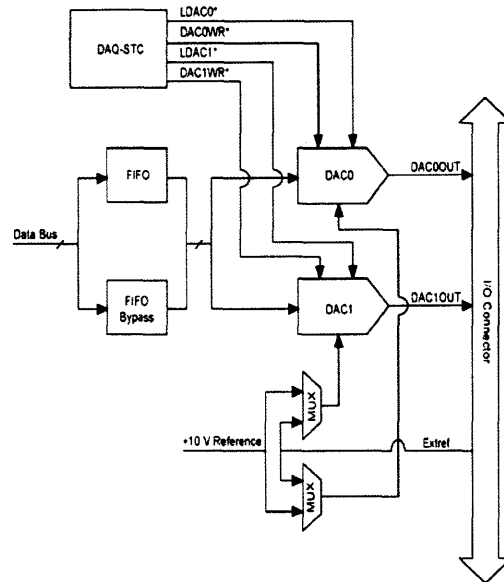 LDAC0*
DAC0WR*
LDAC1*
DAC1WR*
DAQ-STC
FIFO
DAC0
DAC0OUT
Data Bus
FIFO
Bypass
DAC1
DAC1OUT
I/O Connector
MUX
+10 V Reference
Extref
MUX